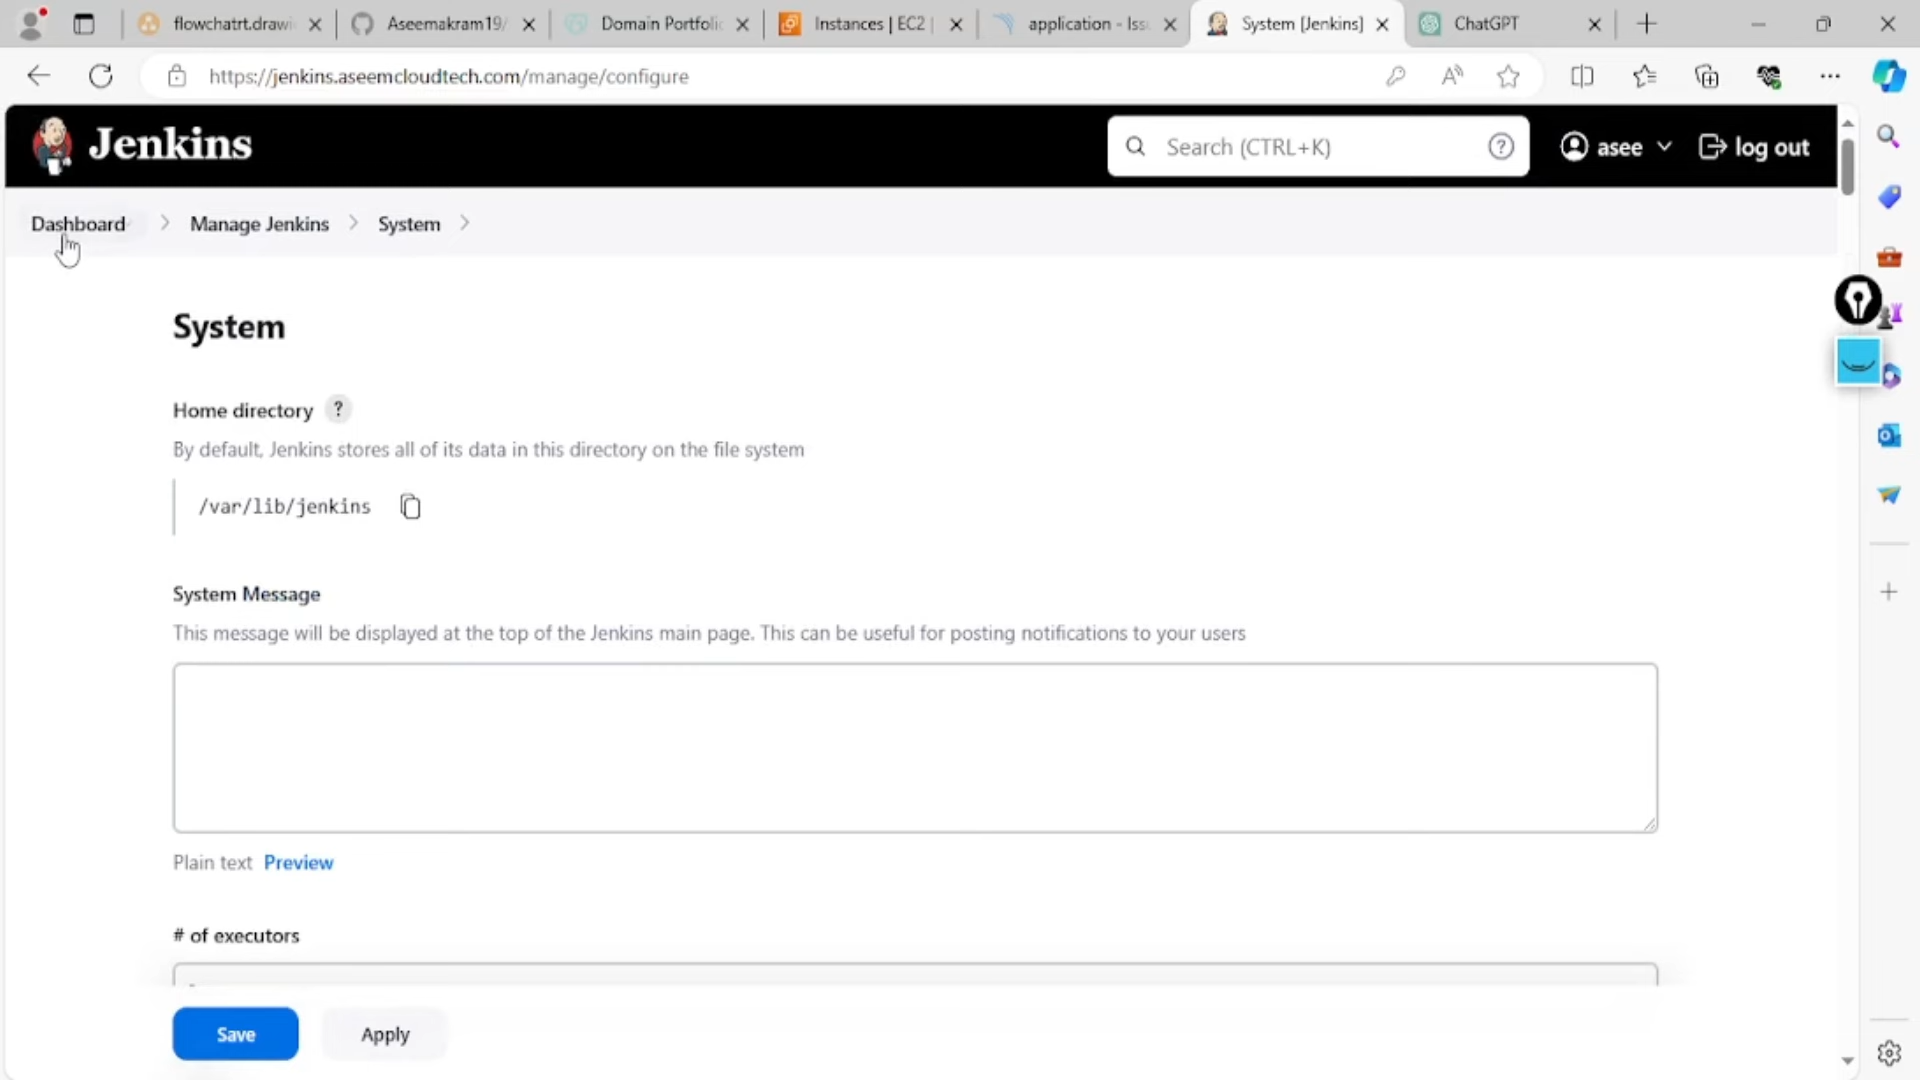 flowchatrt.drawi
Aseemakram19/
Domain Portfolio
Instances | EC2 |
application - Iss
System [Jenkins]
ChatGPT
https://jenkins.aseemcloudtech.com/manage/configure
Jenkins
Search (CTRL+K)
asee
log out
Dashboard
Manage Jenkins
System
System
Home directory ?
By default, Jenkins stores all of its data in this directory on the file system
/var/lib/jenkins
System Message
This message will be displayed at the top of the Jenkins main page. This can be useful for posting notifications to your users
Plain text Preview
# of executors
Save
Apply